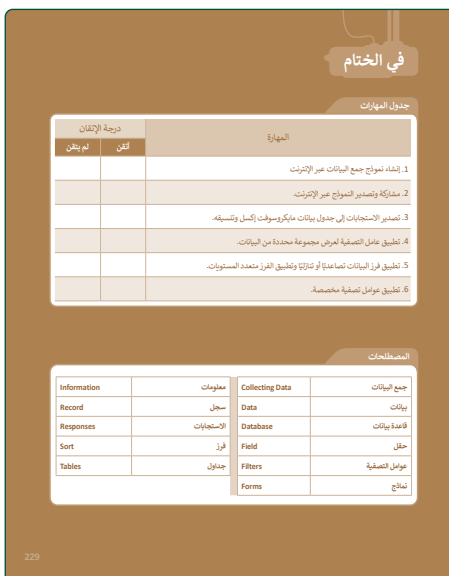 في الختام
جدول المهارات
المهارة
درجة الإتقان
أتقن
لم يتقن
1. إنشاء نموذج جمع البيانات عبر الإنترنت
2. مشاركة وتصدير النموذج عبر الإنترنت.
3. تصدير الاستجابات إلى جدول بيانات مايكروسوفت إكسل وتنسيقه.
4. تطبيق عامل التصفية لعرض مجموعة محددة من البيانات.
5. تطبيق فرز البيانات تصاعديًا أو تنازليًا وتطبيق الفرز متعدد المستويات.
6. تطبيق عوامل تصفية مخصصة.
المصطلحات
جمع البيانات Collecting Data
بيانات Data
قاعدة بيانات Database
حقل Field
عوامل التصفية Filters
نماذج Forms
معلومات Information
سجل Record
الاستجابات Responses
فرز Sort
جداول Tables
229